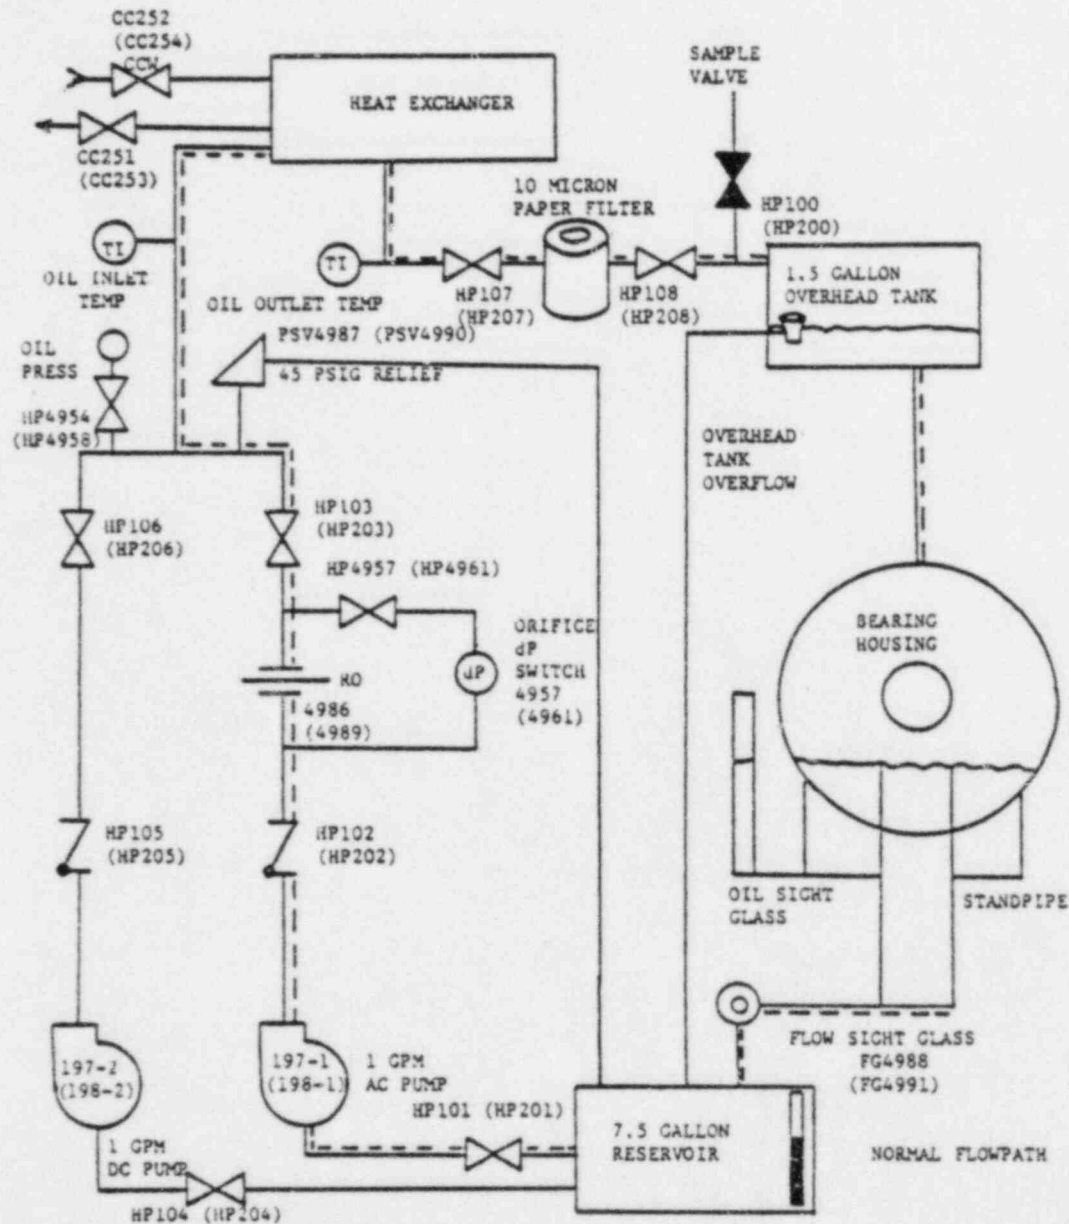 CC252
(CC254)
CCW
HEAT EXCHANGER
SAMPLE
VALVE
CC251
(CC253)
10 MICRON
PAPER FILTER
HP100
(HP200)
TI
OIL INLET
TEMP
TI
OIL OUTLET TEMP
HP107
(HP207)
HP108
(HP208)
1.5 GALLON
OVERHEAD TANK
PSV4987 (PSV4990)
45 PSIG RELIEF
OIL
PRESS
HP4954
(HP4958)
OVERHEAD
TANK
OVERFLOW
HP106
(HP206)
HP103
(HP203)
HP4957 (HP4961)
ORIFICE
dP
SWITCH
4957
(4961)
dP
RO
4986
(4989)
BEARING
HOUSING
HP105
(HP205)
HP102
(HP202)
OIL SIGHT
GLASS
STANDPIPE
197-2
(198-2)
197-1
(198-1)
1 GPM
AC PUMP
FLOW SIGHT GLASS
FG4988
(FG4991)
HP101 (HP201)
7.5 GALLON
RESERVOIR
NORMAL FLOWPATH
1 GPM
DC PUMP
HP104 (HP204)